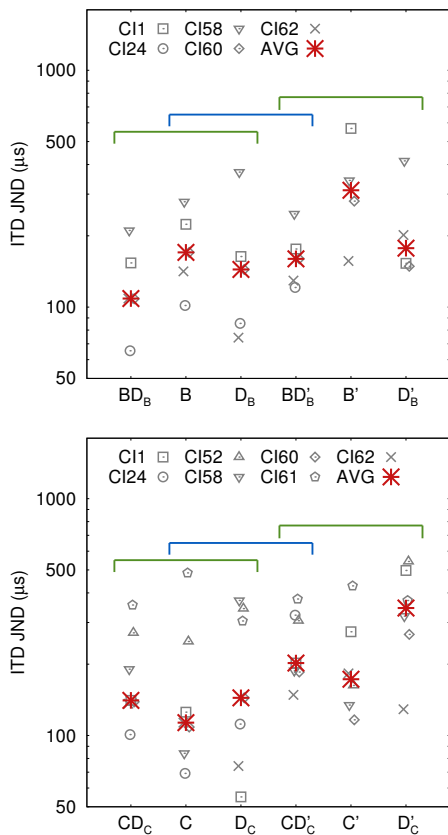 CI1 CI58 CI62
CI24 CI60 AVG
1000
500
100
50
ITD JND (μs)
BD_B B D_B BD'_B B' D'_B
CI1 CI52 CI60 CI62
CI24 CI58 CI61 AVG
1000
500
100
50
ITD JND (μs)
CD_C C D_C CD'_C C' D'_C